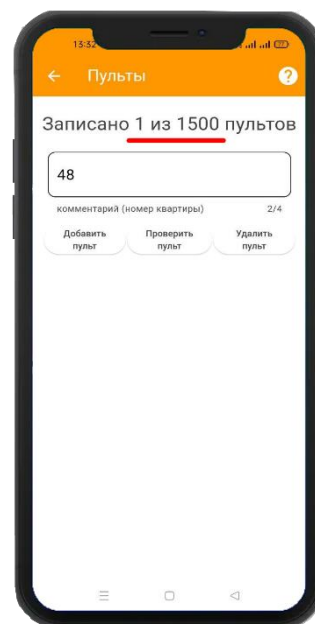 13:32
Пульты
?
Записано 1 из 1500 пультов
48
комментарий (номер квартиры) 2/4
Добавить пульт
Проверить пульт
Удалить пульт